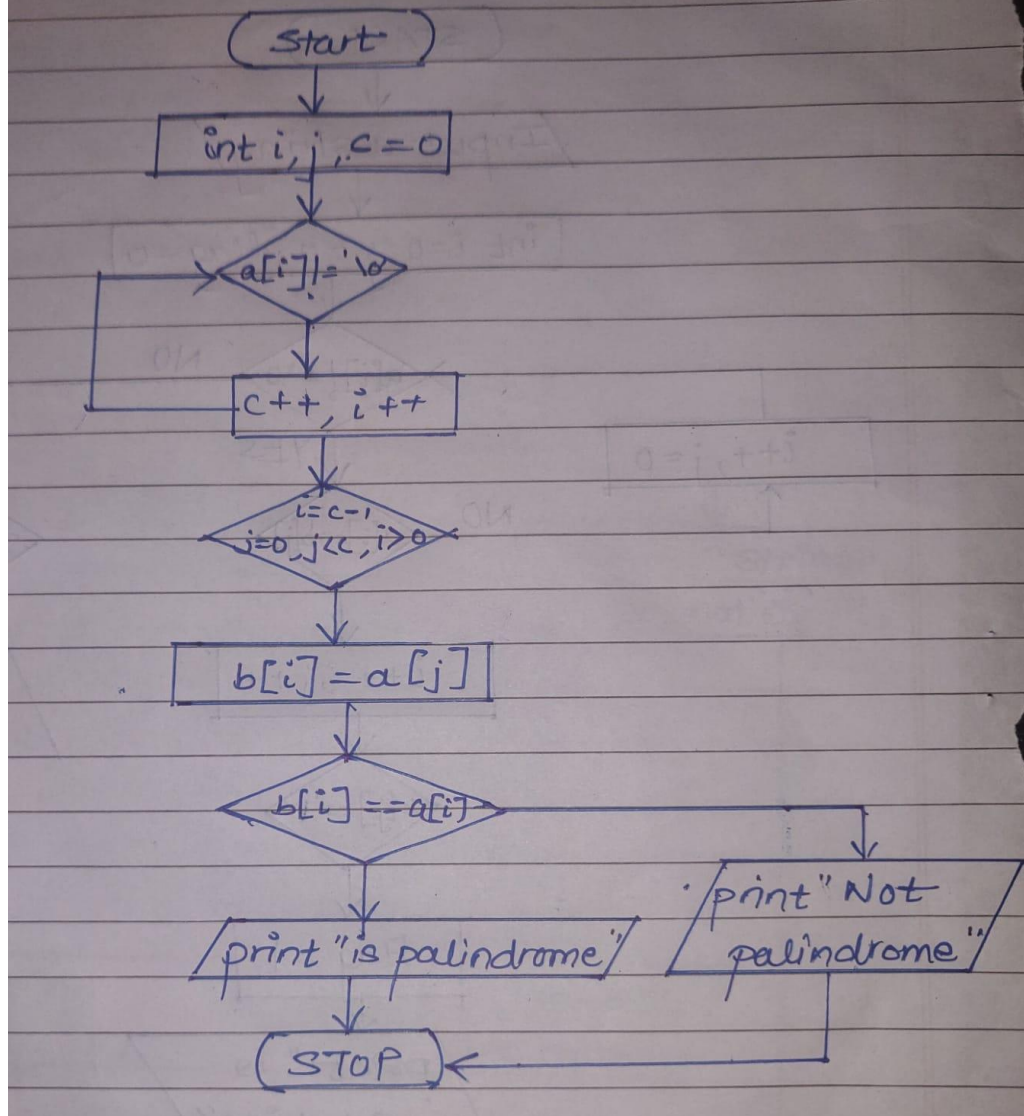 Start
int i, j, c = 0
a[i] != '\0'
c++, i++
i=c-1
j=0, j<c, i>0
b[i] = a[j]
b[i] == a[i]
print "Not
palindrome"
print "is palindrome"
STOP